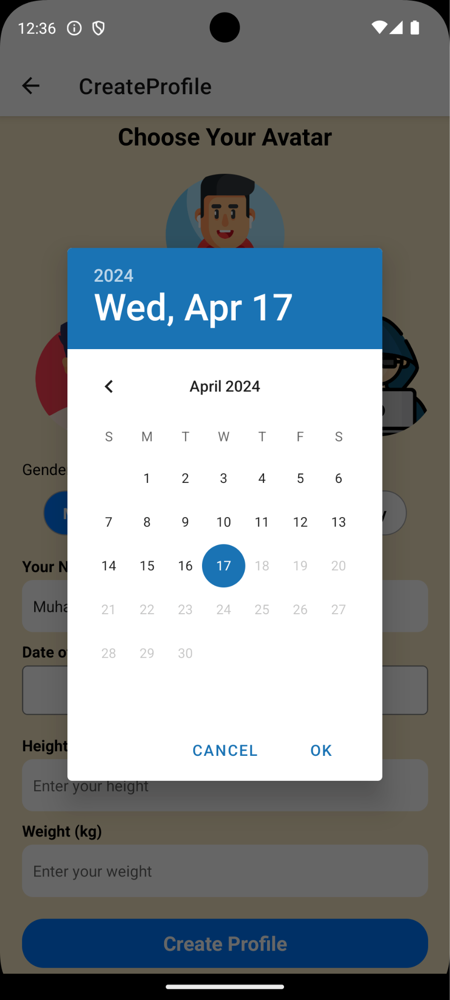 12:36
CreateProfile
Choose Your Avatar
2024
Wed, Apr 17
April 2024
S M T W T F S
1 2 3 4 5 6
7 8 9 10 11 12 13
14 15 16 17 18 19 20
21 22 23 24 25 26 27
28 29 30
CANCEL OK
Gende
Your N
Muha
Date o
Height
Enter your height
Weight (kg)
Enter your weight
Create Profile